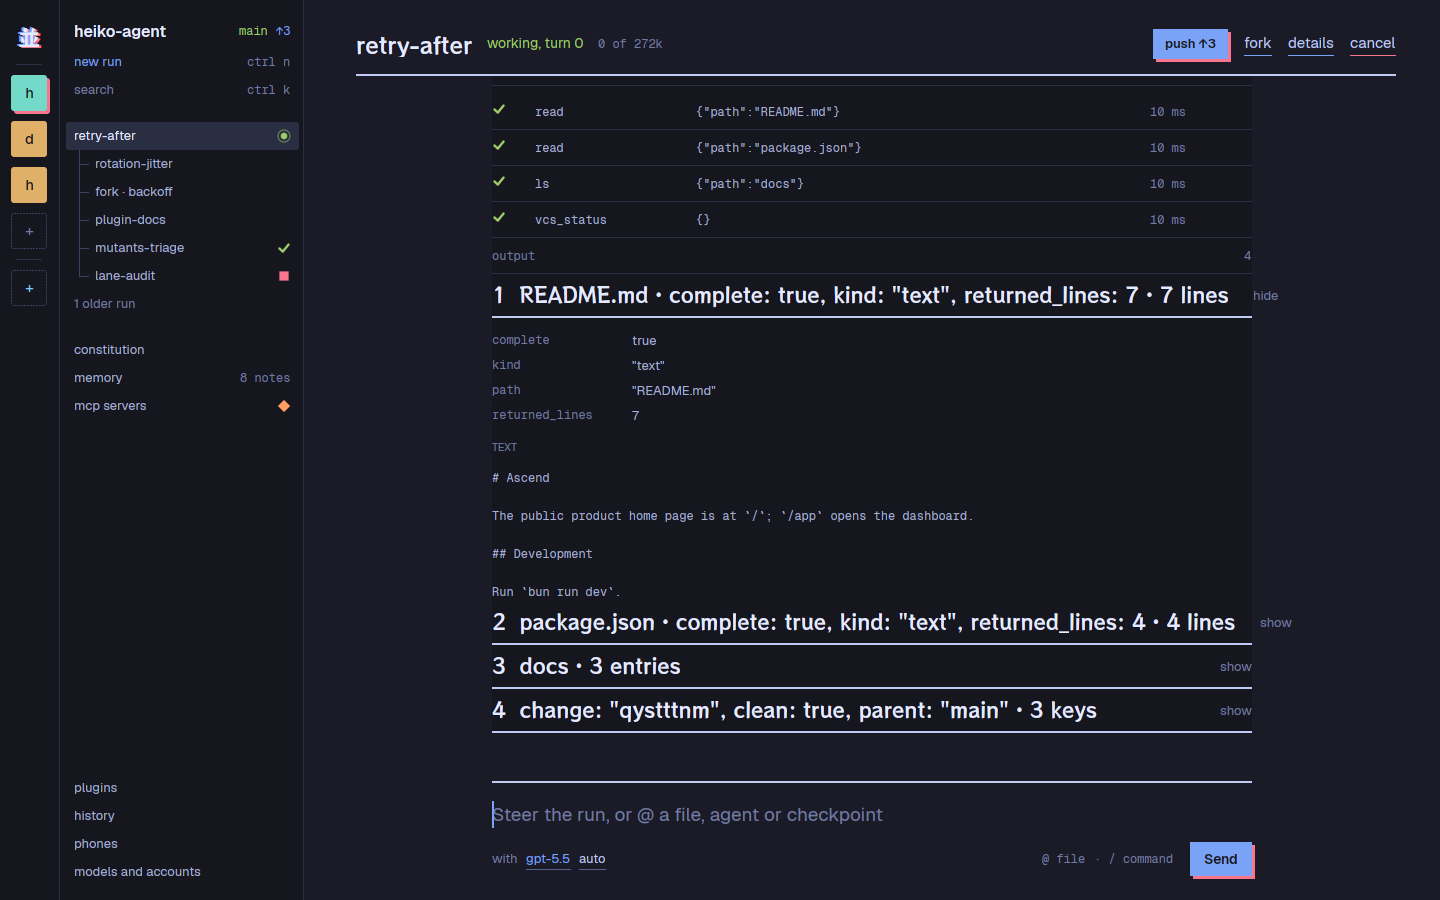 heiko-agent main ↑3
new run ctrl n
search ctrl k
h
d
h
+
+
retry-after
rotation-jitter
fork · backoff
plugin-docs
mutants-triage
lane-audit
1 older run
constitution
memory 8 notes
mcp servers
plugins
history
phones
models and accounts
retry-after working, turn 0 0 of 272k push ↑3 fork details cancel
read {"path":"README.md"} 10 ms
read {"path":"package.json"} 10 ms
ls {"path":"docs"} 10 ms
vcs_status {} 10 ms
output 4
1 README.md • complete: true, kind: "text", returned_lines: 7 • 7 lines hide
complete true
kind "text"
path "README.md"
returned_lines 7
TEXT
# Ascend
The public product home page is at `/`; `/app` opens the dashboard.
## Development
Run `bun run dev`.
2 package.json • complete: true, kind: "text", returned_lines: 4 • 4 lines show
3 docs • 3 entries show
4 change: "qystttnm", clean: true, parent: "main" • 3 keys show
Steer the run, or @ a file, agent or checkpoint
with gpt-5.5 auto @ file · / command Send